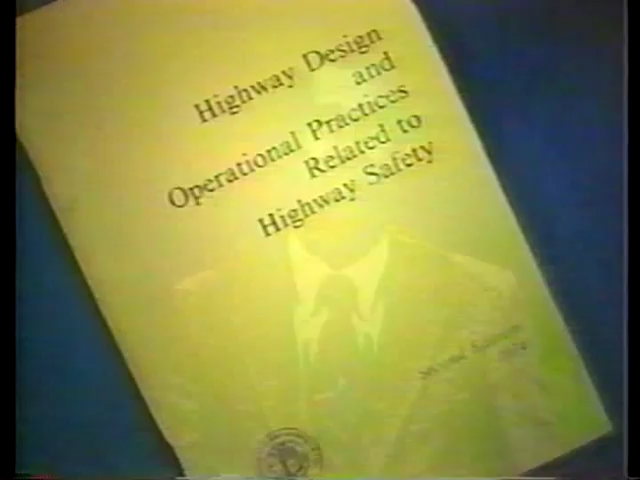 Highway Design
and
Operational Practices
Related to
Highway Safety